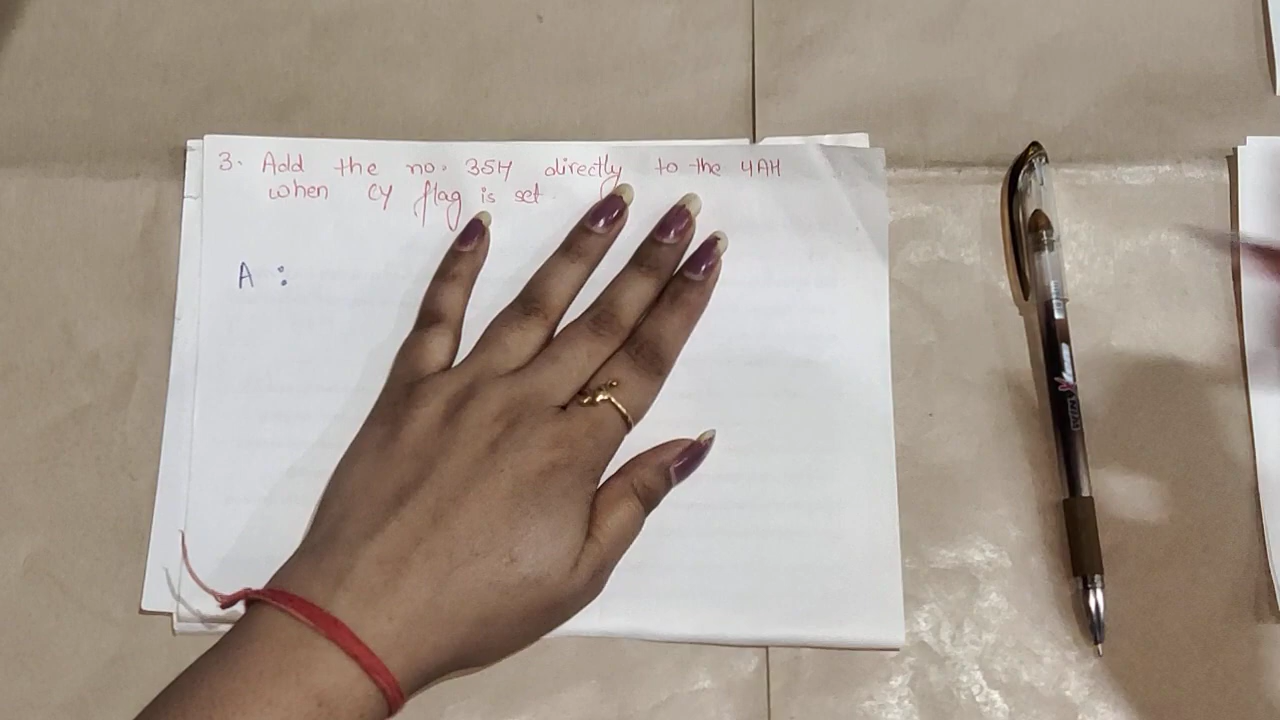 3. Add the no. 35H directly to the 4AH
when CY flag is set
A :